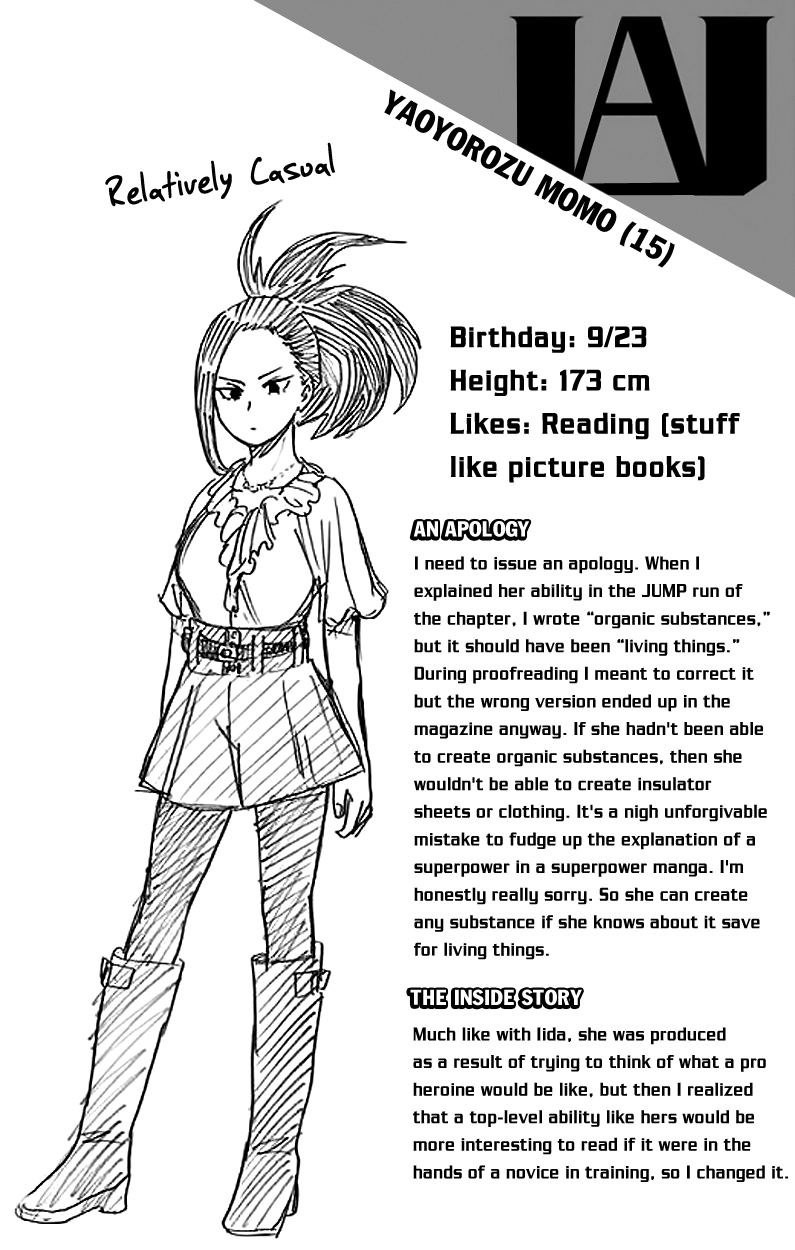 UA
YAOYOROZU MOMO (15)
Relatively Casual
Birthday: 9/23
Height: 173 cm
Likes: Reading (stuff
like picture books)
AN APOLOGY
I need to issue an apology. When I
explained her ability in the JUMP run of
the chapter, I wrote “organic substances,”
but it should have been “living things.”
During proofreading I meant to correct it
but the wrong version ended up in the
magazine anyway. If she hadn't been able
to create organic substances, then she
wouldn't be able to create insulator
sheets or clothing. It's a nigh unforgivable
mistake to fudge up the explanation of a
superpower in a superpower manga. I'm
honestly really sorry. So she can create
any substance if she knows about it save
for living things.
THE INSIDE STORY
Much like with Iida, she was produced
as a result of trying to think of what a pro
heroine would be like, but then I realized
that a top-level ability like hers would be
more interesting to read if it were in the
hands of a novice in training, so I changed it.